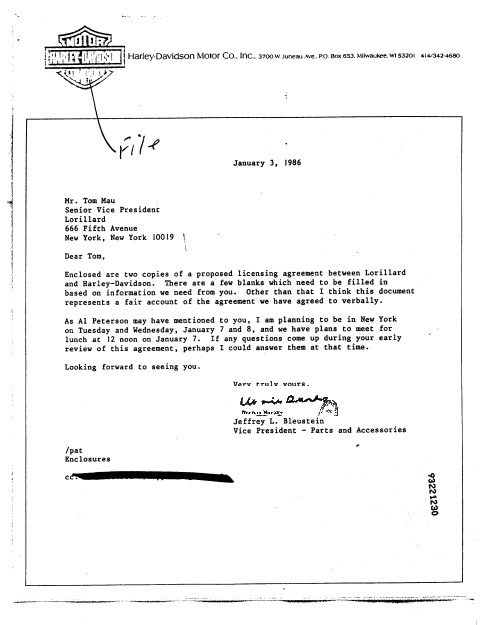 MOTOR
HARLEY-DAVIDSON
Harley-Davidson Motor Co., Inc., 3700 W. Juneau Ave., P.O. Box 653, Milwaukee, WI 53201 414/342-4680
File
January 3, 1986
Mr. Tom Mau
Senior Vice President
Lorillard
666 Fifth Avenue
New York, New York 10019
Dear Tom,
Enclosed are two copies of a proposed licensing agreement between Lorillard
and Harley-Davidson. There are a few blanks which need to be filled in
based on information we need from you. Other than that I think this document
represents a fair account of the agreement we have agreed to verbally.
As Al Peterson may have mentioned to you, I am planning to be in New York
on Tuesday and Wednesday, January 7 and 8, and we have plans to meet for
lunch at 12 noon on January 7. If any questions come up during your early
review of this agreement, perhaps I could answer them at that time.
Looking forward to seeing you.
Very truly yours,
Jeffrey L. Bleustein
Vice President - Parts and Accessories
/pat
Enclosures
cc:
93221230